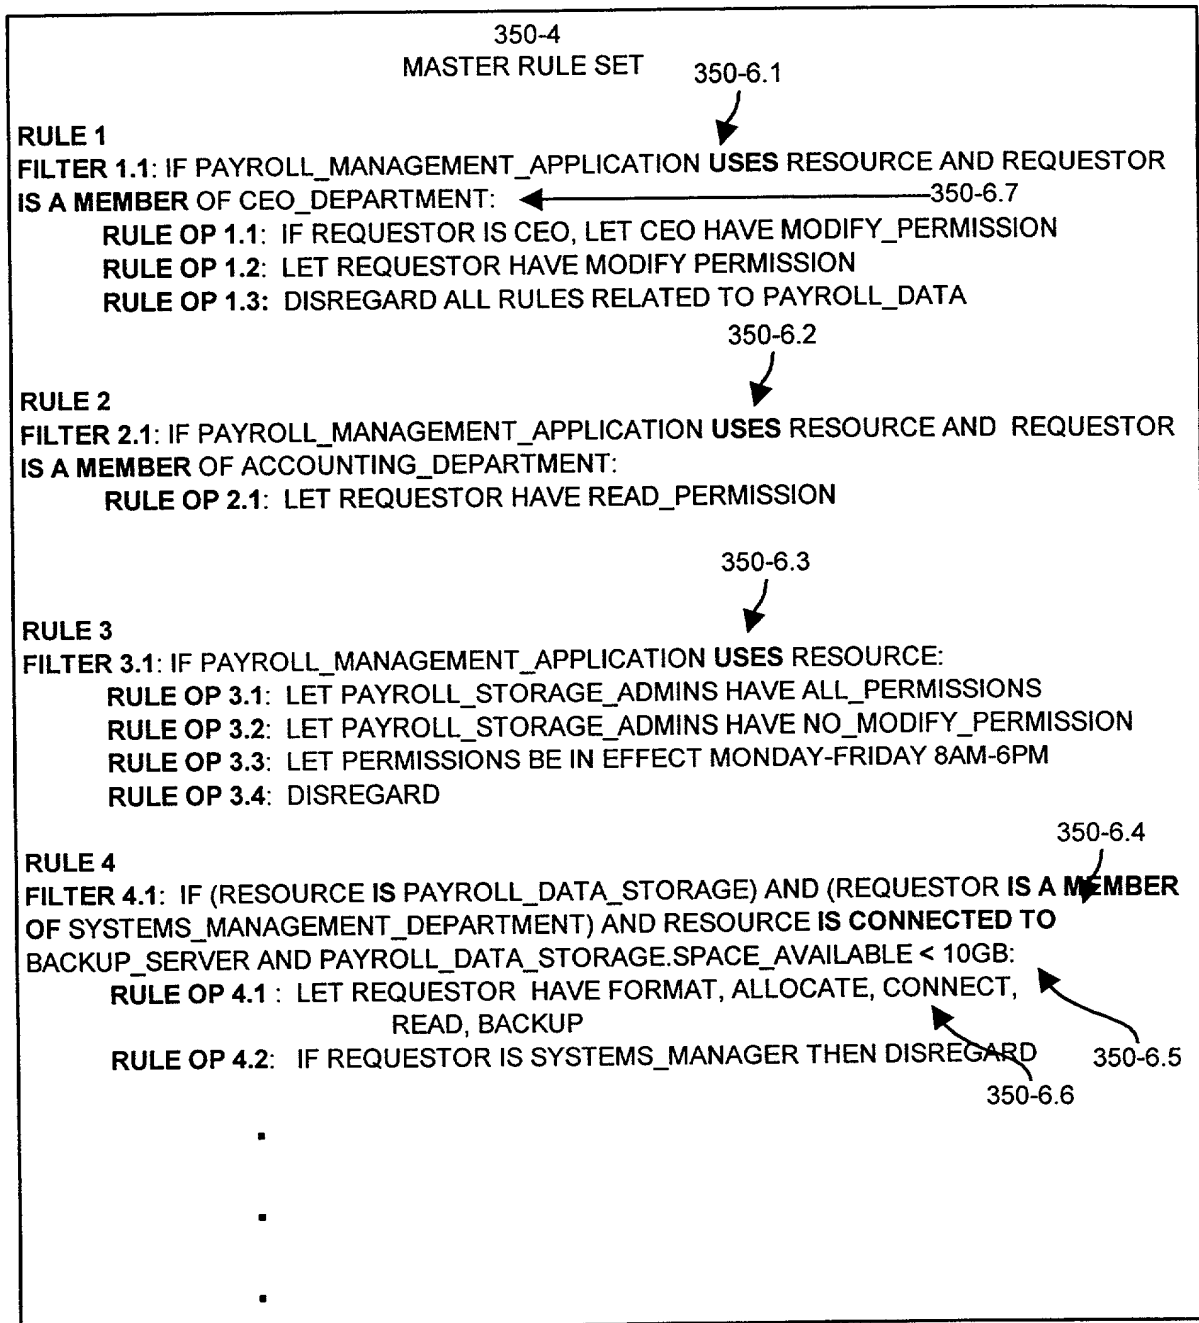 350-4
MASTER RULE SET
350-6.1
RULE 1
FILTER 1.1: IF PAYROLL_MANAGEMENT_APPLICATION USES RESOURCE AND REQUESTOR
IS A MEMBER OF CEO_DEPARTMENT:
350-6.7
RULE OP 1.1: IF REQUESTOR IS CEO, LET CEO HAVE MODIFY_PERMISSION
RULE OP 1.2: LET REQUESTOR HAVE MODIFY PERMISSION
RULE OP 1.3: DISREGARD ALL RULES RELATED TO PAYROLL_DATA
350-6.2
RULE 2
FILTER 2.1: IF PAYROLL_MANAGEMENT_APPLICATION USES RESOURCE AND REQUESTOR
IS A MEMBER OF ACCOUNTING_DEPARTMENT:
RULE OP 2.1: LET REQUESTOR HAVE READ_PERMISSION
350-6.3
RULE 3
FILTER 3.1: IF PAYROLL_MANAGEMENT_APPLICATION USES RESOURCE:
RULE OP 3.1: LET PAYROLL_STORAGE_ADMINS HAVE ALL_PERMISSIONS
RULE OP 3.2: LET PAYROLL_STORAGE_ADMINS HAVE NO_MODIFY_PERMISSION
RULE OP 3.3: LET PERMISSIONS BE IN EFFECT MONDAY-FRIDAY 8AM-6PM
RULE OP 3.4: DISREGARD
350-6.4
RULE 4
FILTER 4.1: IF (RESOURCE IS PAYROLL_DATA_STORAGE) AND (REQUESTOR IS A MEMBER
OF SYSTEMS_MANAGEMENT_DEPARTMENT) AND RESOURCE IS CONNECTED TO
BACKUP_SERVER AND PAYROLL_DATA_STORAGE.SPACE_AVAILABLE < 10GB:
RULE OP 4.1 : LET REQUESTOR HAVE FORMAT, ALLOCATE, CONNECT,
READ, BACKUP
RULE OP 4.2: IF REQUESTOR IS SYSTEMS_MANAGER THEN DISREGARD
350-6.5
350-6.6